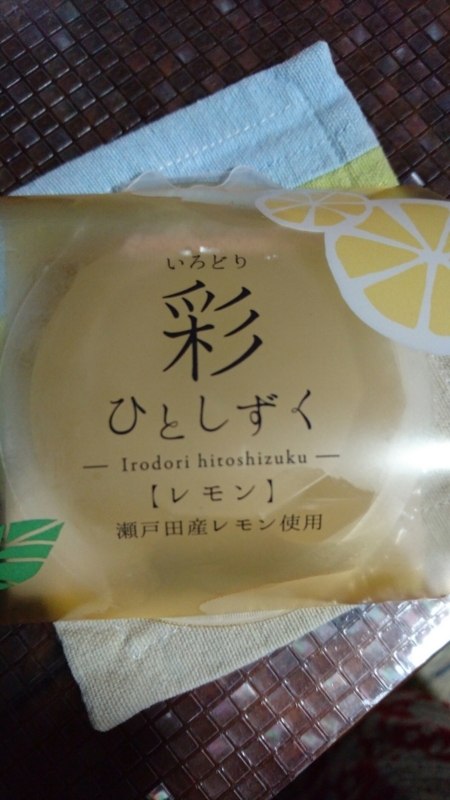 いろどり
彩
ひとしずく
— Irodori hitoshizuku —
【レモン】
瀬戸田産レモン使用